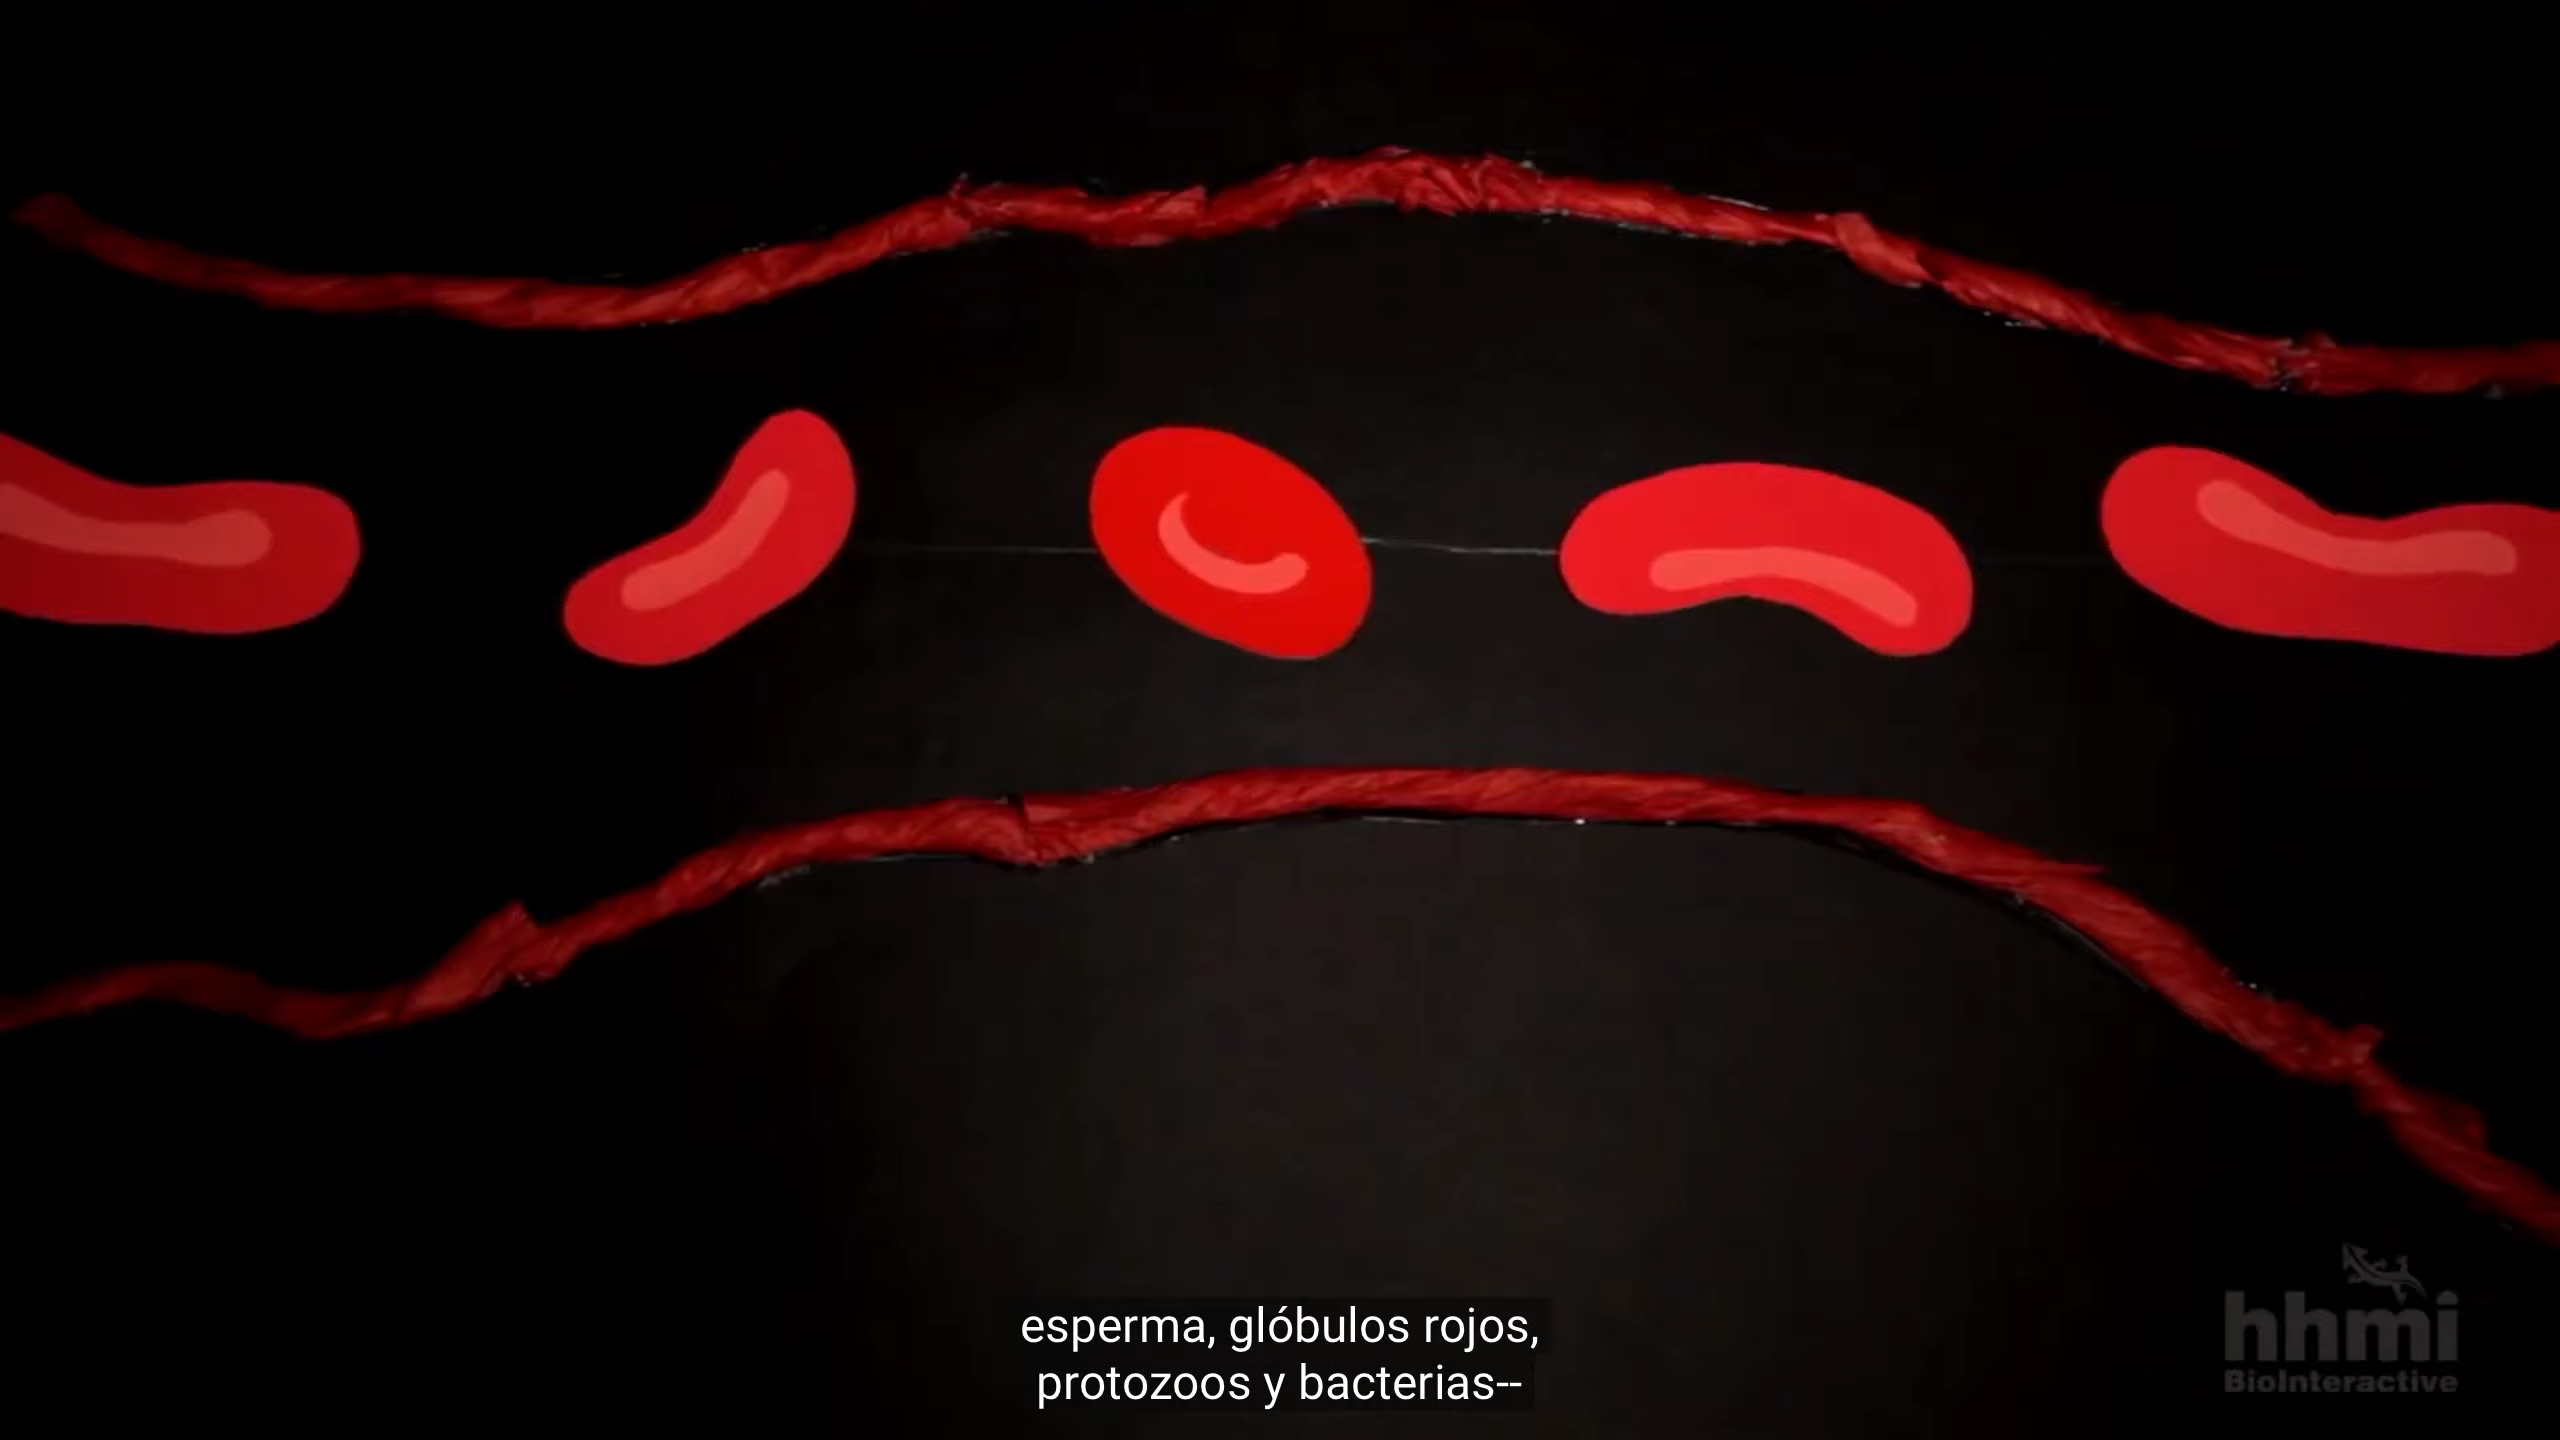 esperma, glóbulos rojos,
protozoos y bacterias--
hhmi
BioInteractive